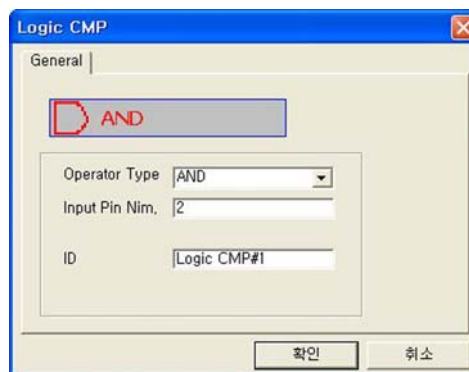 Logic CMP
General
AND
Operator Type AND
Input Pin Nim, 2
ID Logic CMP#1
확인 취소